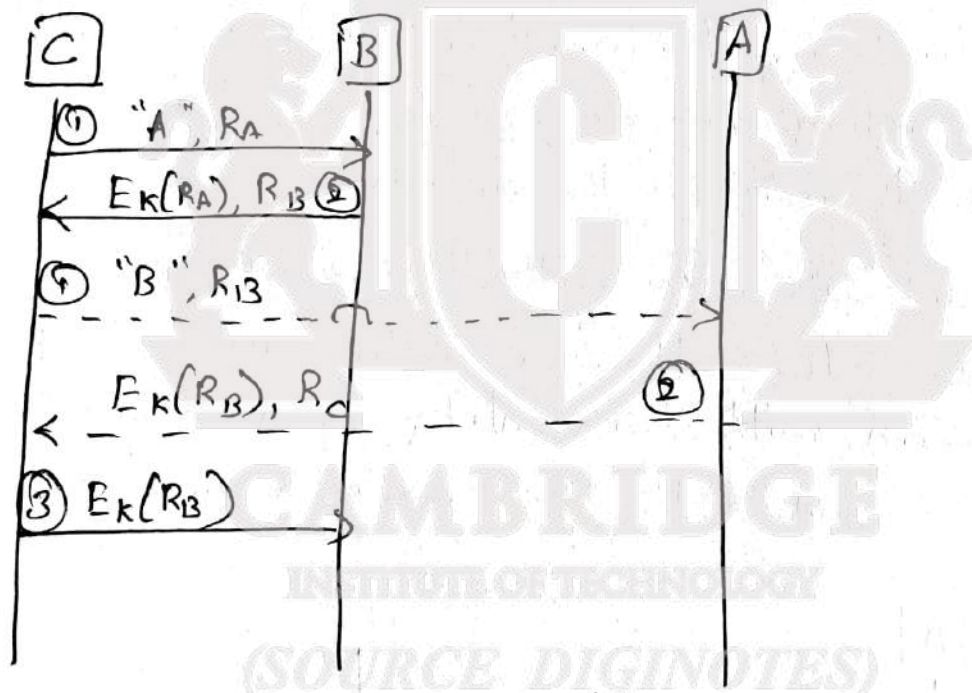 C B A
① "A", RA
EK(RA), RB ②
① "B", RB
②
EK(RB), RC
③ EK(RB)
CAMBRIDGE
INSTITUTE OF TECHNOLOGY
(SOURCE DIGINOTES)